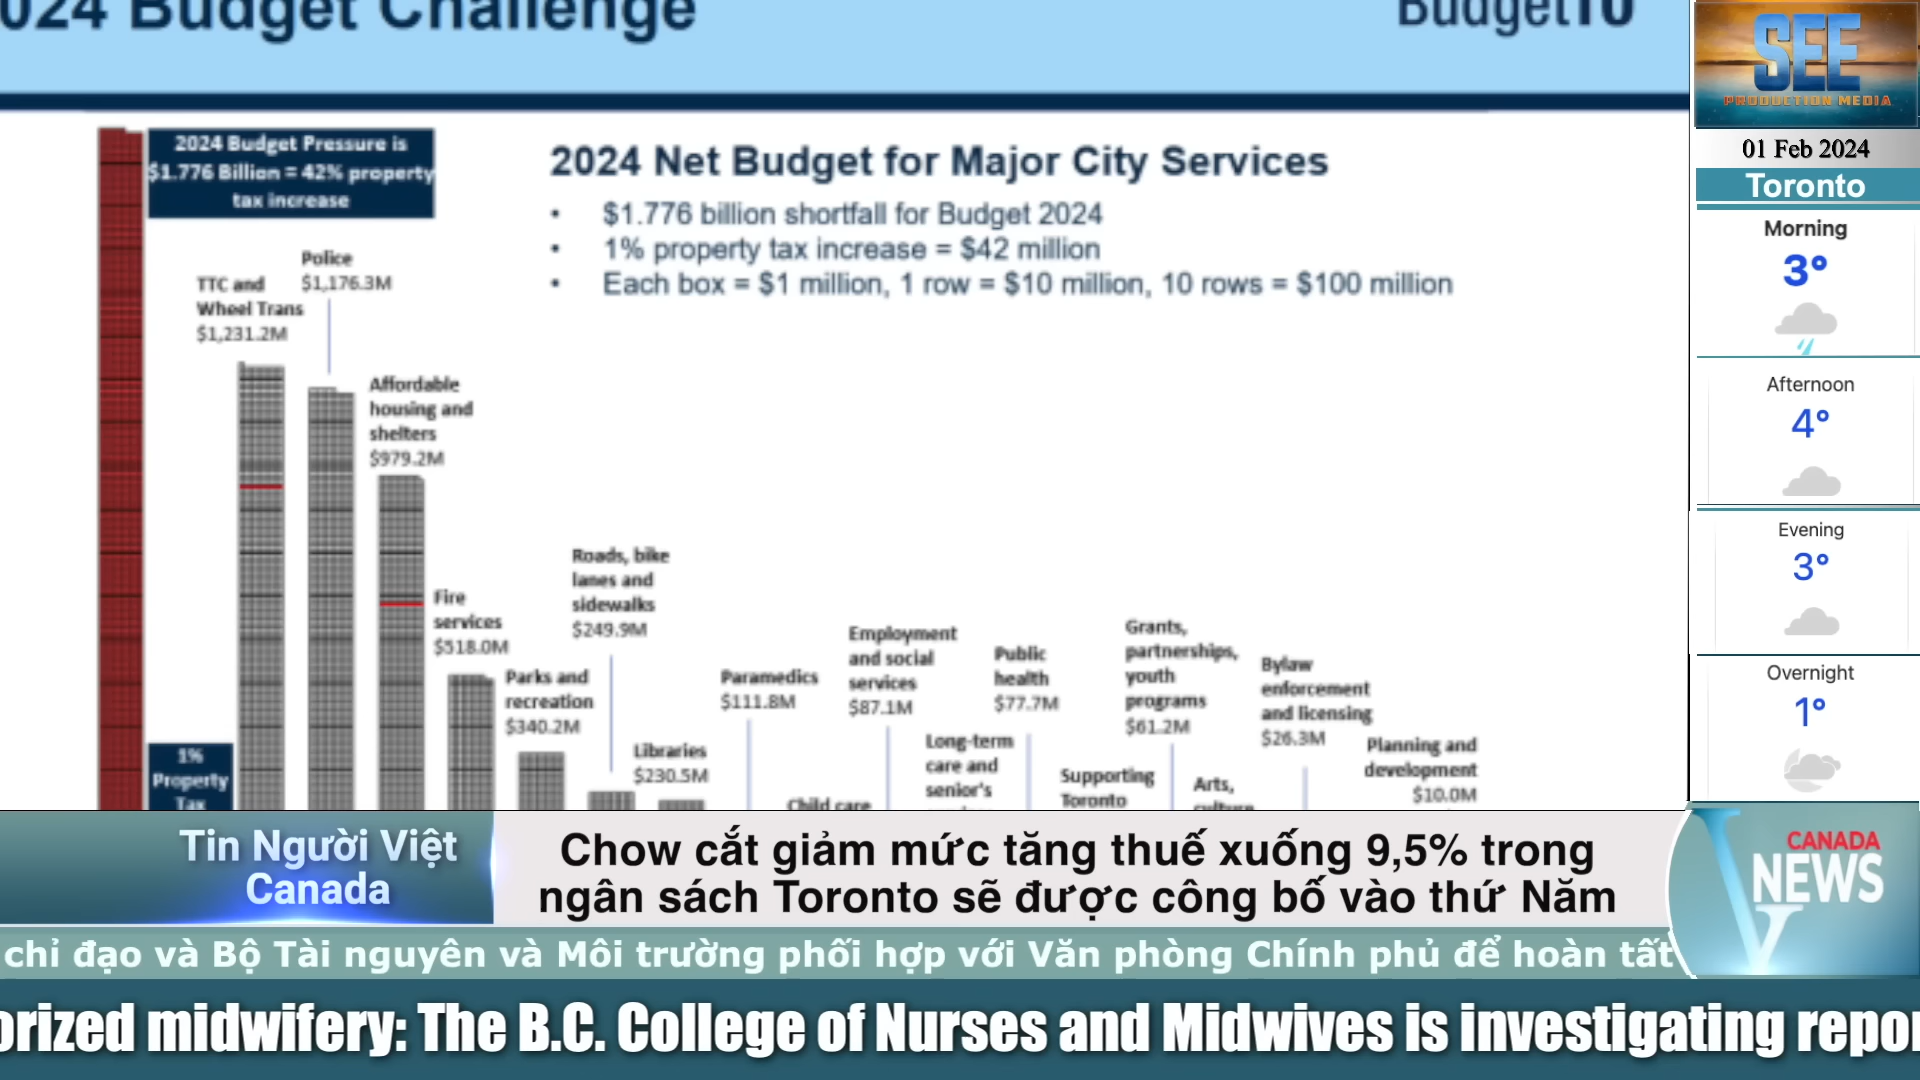 024 Budget Challenge
BudgetTO
2024 Budget Pressure is
$1.776 Billion = 42% property
tax increase
2024 Net Budget for Major City Services
• $1.776 billion shortfall for Budget 2024
• 1% property tax increase = $42 million
• Each box = $1 million, 1 row = $10 million, 10 rows = $100 million
TTC and
Wheel Trans
$1,231.2M
Police
$1,176.3M
Affordable
housing and
shelters
$979.2M
Fire
services
$518.0M
Parks and
recreation
$340.2M
Roads, bike
lanes and
sidewalks
$249.9M
Libraries
$230.5M
Paramedics
$111.8M
Child care
Employment
and social
services
$87.1M
Long-term
care and
senior's
Public
health
$77.7M
Supporting
Toronto
Grants,
partnerships,
youth
programs
$61.2M
Arts,
culture
Bylaw
enforcement
and licensing
$26.3M
Planning and
development
$10.0M
1%
Property
Tax
SEE
PRODUCTION MEDIA
01 Feb 2024
Toronto
Morning
3°
Afternoon
4°
Evening
3°
Overnight
1°
Tin Người Việt
Canada
Chow cắt giảm mức tăng thuế xuống 9,5% trong
ngân sách Toronto sẽ được công bố vào thứ Năm
CANADA
NEWS
V
chỉ đạo và Bộ Tài nguyên và Môi trường phối hợp với Văn phòng Chính phủ để hoàn tất
orized midwifery: The B.C. College of Nurses and Midwives is investigating repor